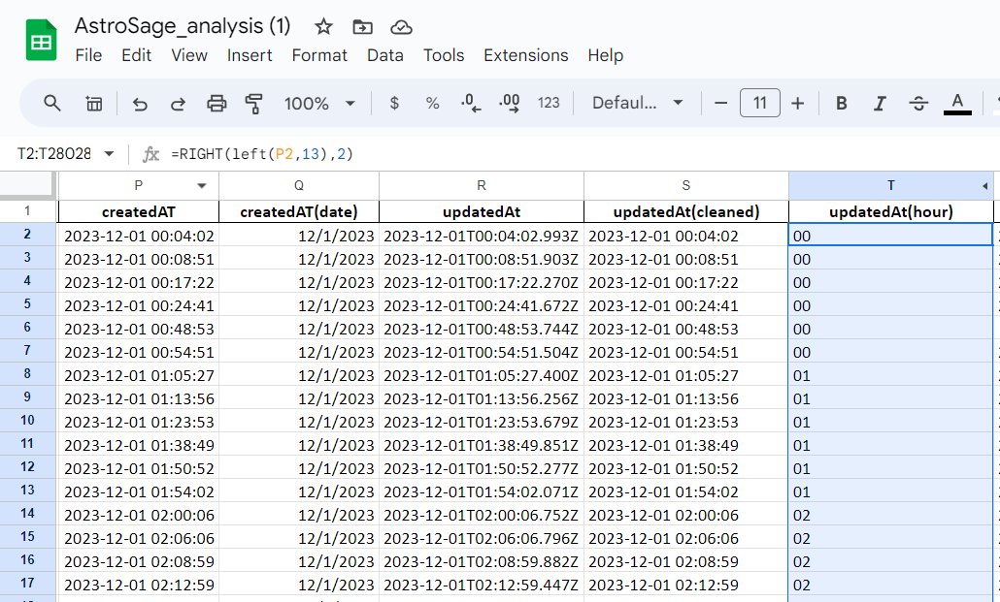 AstroSage_analysis (1)
File Edit View Insert Format Data Tools Extensions Help
100% $ % .0 .00 123 Defaul... − 11 + B I S A
T2:T28028 fx =RIGHT(left(P2,13),2)
P Q R S T
1 createdAT createdAT(date) updatedAt updatedAt(cleaned) updatedAt(hour)
2 2023-12-01 00:04:02 12/1/2023 2023-12-01T00:04:02.993Z 2023-12-01 00:04:02 00
3 2023-12-01 00:08:51 12/1/2023 2023-12-01T00:08:51.903Z 2023-12-01 00:08:51 00
4 2023-12-01 00:17:22 12/1/2023 2023-12-01T00:17:22.270Z 2023-12-01 00:17:22 00
5 2023-12-01 00:24:41 12/1/2023 2023-12-01T00:24:41.672Z 2023-12-01 00:24:41 00
6 2023-12-01 00:48:53 12/1/2023 2023-12-01T00:48:53.744Z 2023-12-01 00:48:53 00
7 2023-12-01 00:54:51 12/1/2023 2023-12-01T00:54:51.504Z 2023-12-01 00:54:51 00
8 2023-12-01 01:05:27 12/1/2023 2023-12-01T01:05:27.400Z 2023-12-01 01:05:27 01
9 2023-12-01 01:13:56 12/1/2023 2023-12-01T01:13:56.256Z 2023-12-01 01:13:56 01
10 2023-12-01 01:23:53 12/1/2023 2023-12-01T01:23:53.679Z 2023-12-01 01:23:53 01
11 2023-12-01 01:38:49 12/1/2023 2023-12-01T01:38:49.851Z 2023-12-01 01:38:49 01
12 2023-12-01 01:50:52 12/1/2023 2023-12-01T01:50:52.277Z 2023-12-01 01:50:52 01
13 2023-12-01 01:54:02 12/1/2023 2023-12-01T01:54:02.071Z 2023-12-01 01:54:02 01
14 2023-12-01 02:00:06 12/1/2023 2023-12-01T02:00:06.752Z 2023-12-01 02:00:06 02
15 2023-12-01 02:06:06 12/1/2023 2023-12-01T02:06:06.796Z 2023-12-01 02:06:06 02
16 2023-12-01 02:08:59 12/1/2023 2023-12-01T02:08:59.882Z 2023-12-01 02:08:59 02
17 2023-12-01 02:12:59 12/1/2023 2023-12-01T02:12:59.447Z 2023-12-01 02:12:59 02